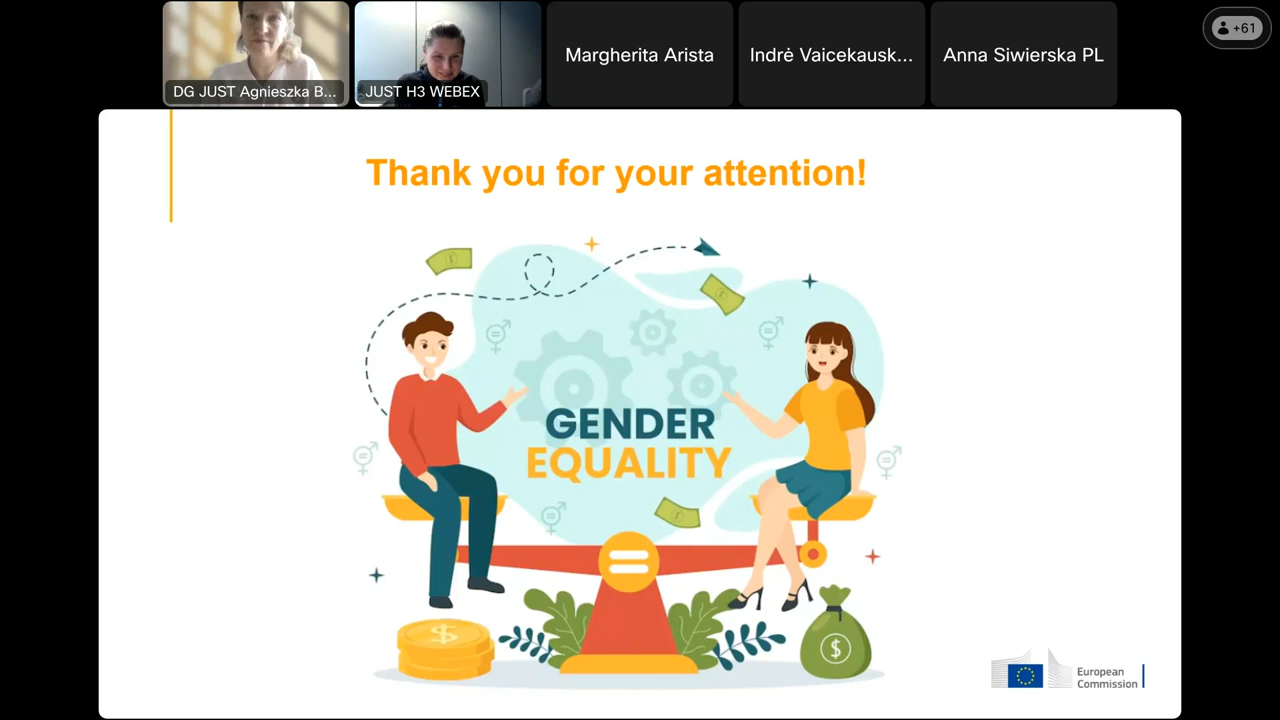 DG JUST Agnieszka B...
JUST H3 WEBEX
Margherita Arista
Indrė Vaicekausk...
Anna Siwierska PL
+61
Thank you for your attention!
$
$
GENDER
EQUALITY
$
$
$
European
Commission